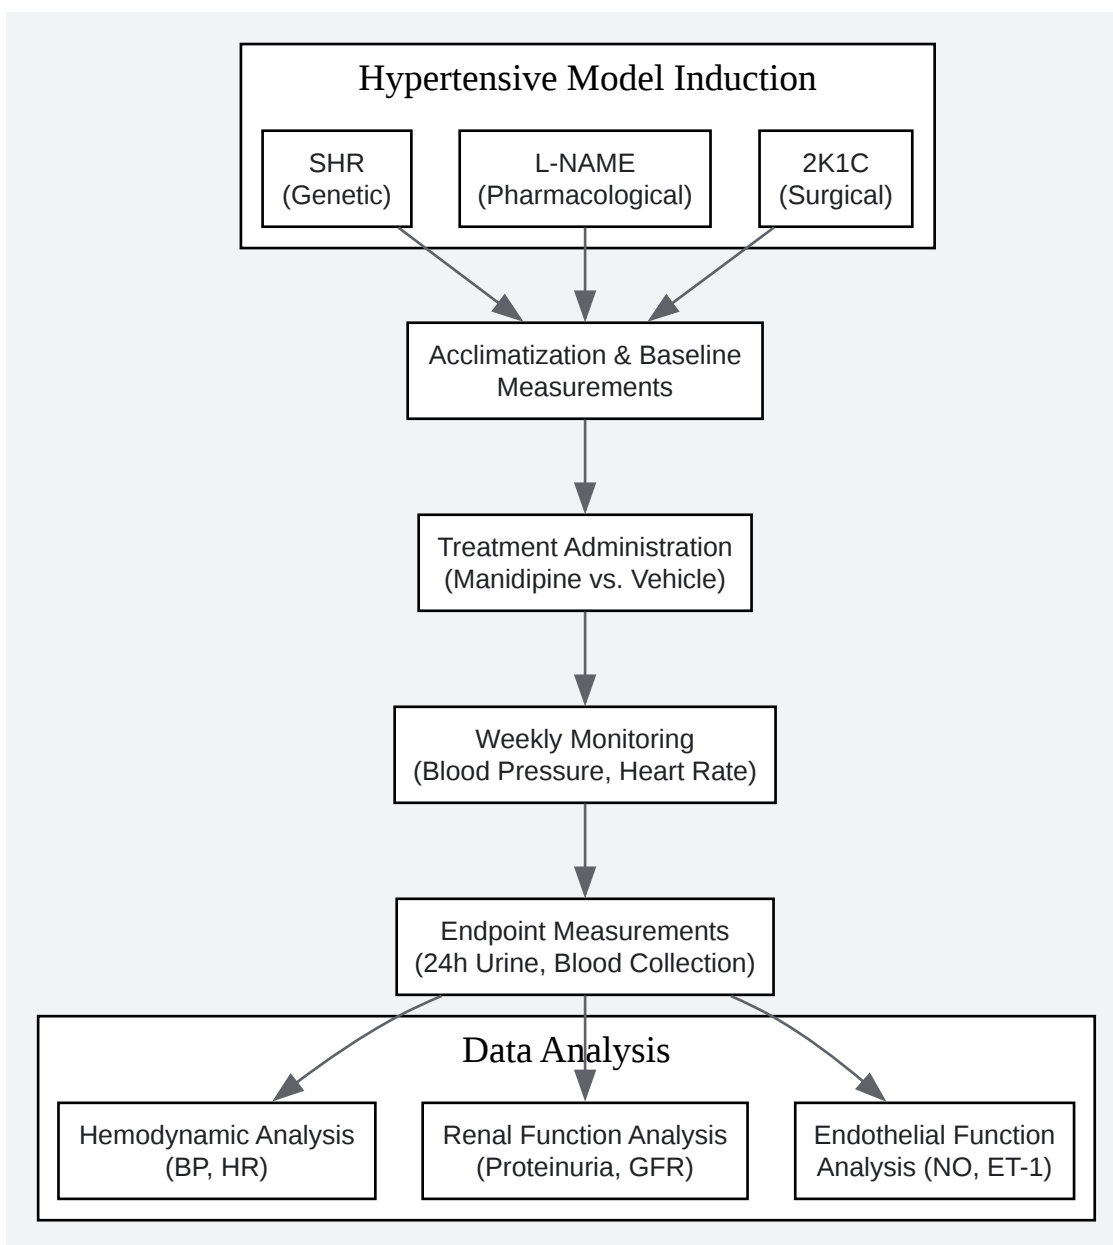 Hypertensive Model Induction
SHR
(Genetic)
L-NAME
(Pharmacological)
2K1C
(Surgical)
Acclimatization & Baseline
Measurements
Treatment Administration
(Manidipine vs. Vehicle)
Weekly Monitoring
(Blood Pressure, Heart Rate)
Endpoint Measurements
(24h Urine, Blood Collection)
Data Analysis
Hemodynamic Analysis
(BP, HR)
Renal Function Analysis
(Proteinuria, GFR)
Endothelial Function
Analysis (NO, ET-1)